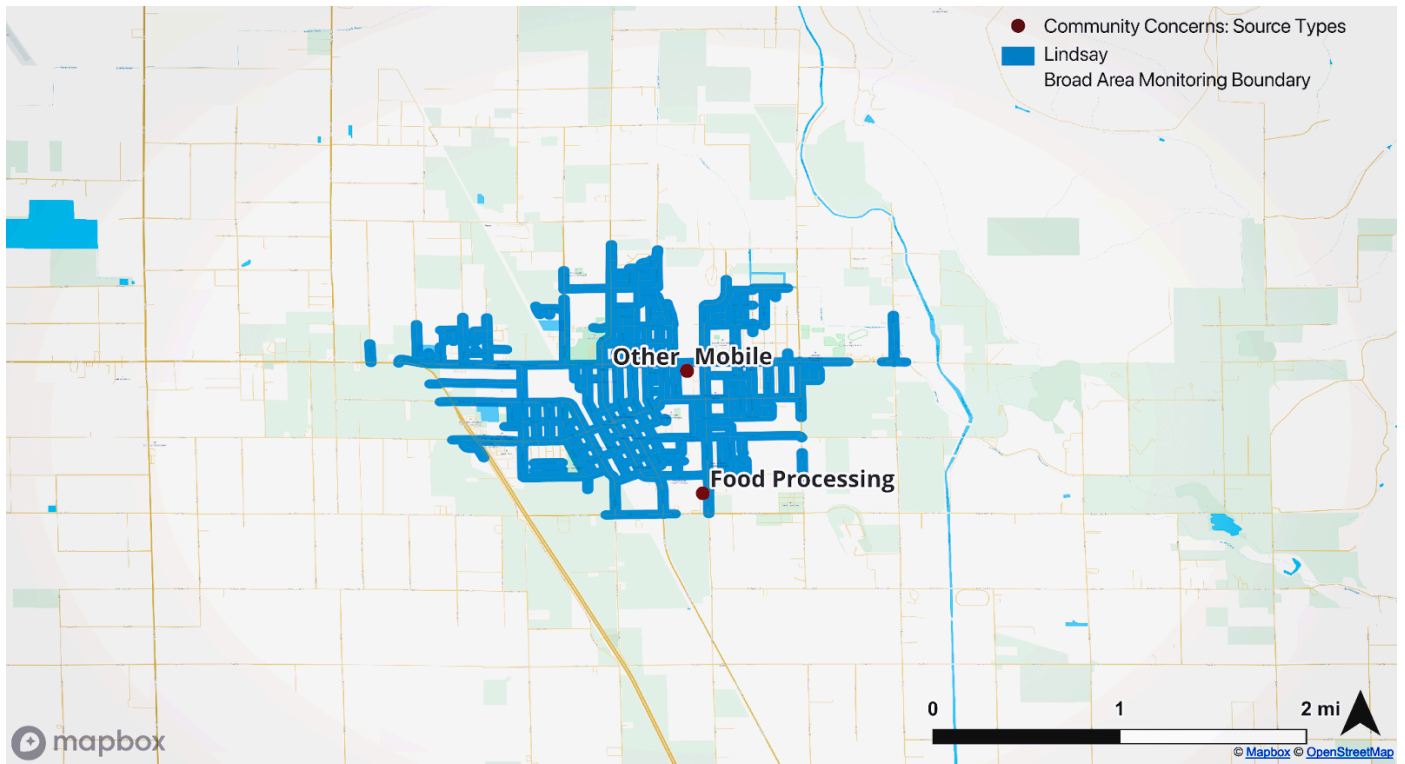 Community Concerns: Source Types
Lindsay
Broad Area Monitoring Boundary
Other Mobile
Food Processing
0 1 2 mi
mapbox
© Mapbox © OpenStreetMap